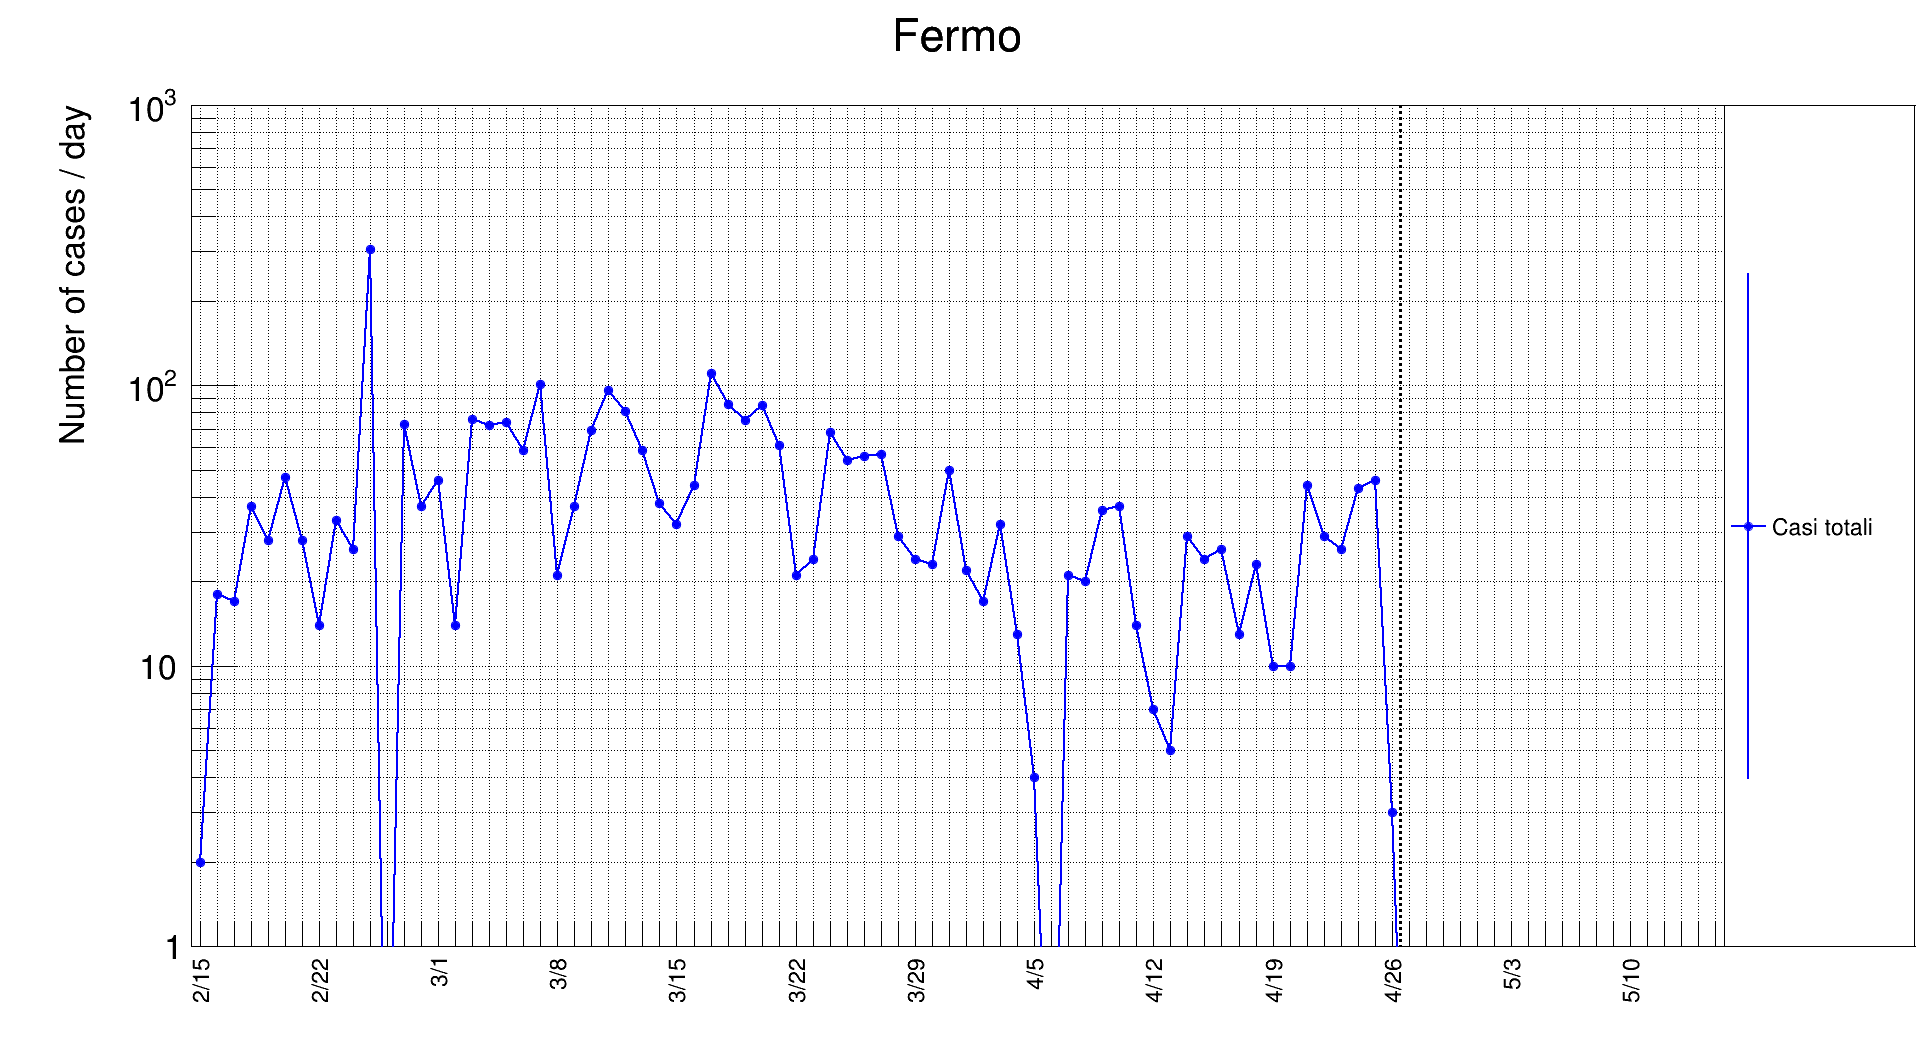 Fermo
Number of cases / day
10³
10²
10
1
2/15 2/22 3/1 3/8 3/15 3/22 3/29 4/5 4/12 4/19 4/26 5/3 5/10
Casi totali